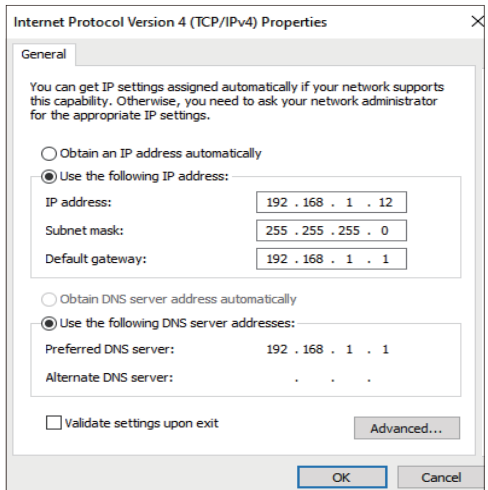 Internet Protocol Version 4 (TCP/IPv4) Properties
General
You can get IP settings assigned automatically if your network supports
this capability. Otherwise, you need to ask your network administrator
for the appropriate IP settings.
Obtain an IP address automatically
Use the following IP address:
IP address: 192 . 168 . 1 . 12
Subnet mask: 255 . 255 . 255 . 0
Default gateway: 192 . 168 . 1 . 1
Obtain DNS server address automatically
Use the following DNS server addresses:
Preferred DNS server: 192 . 168 . 1 . 1
Alternate DNS server: . . .
Validate settings upon exit
Advanced...
OK Cancel